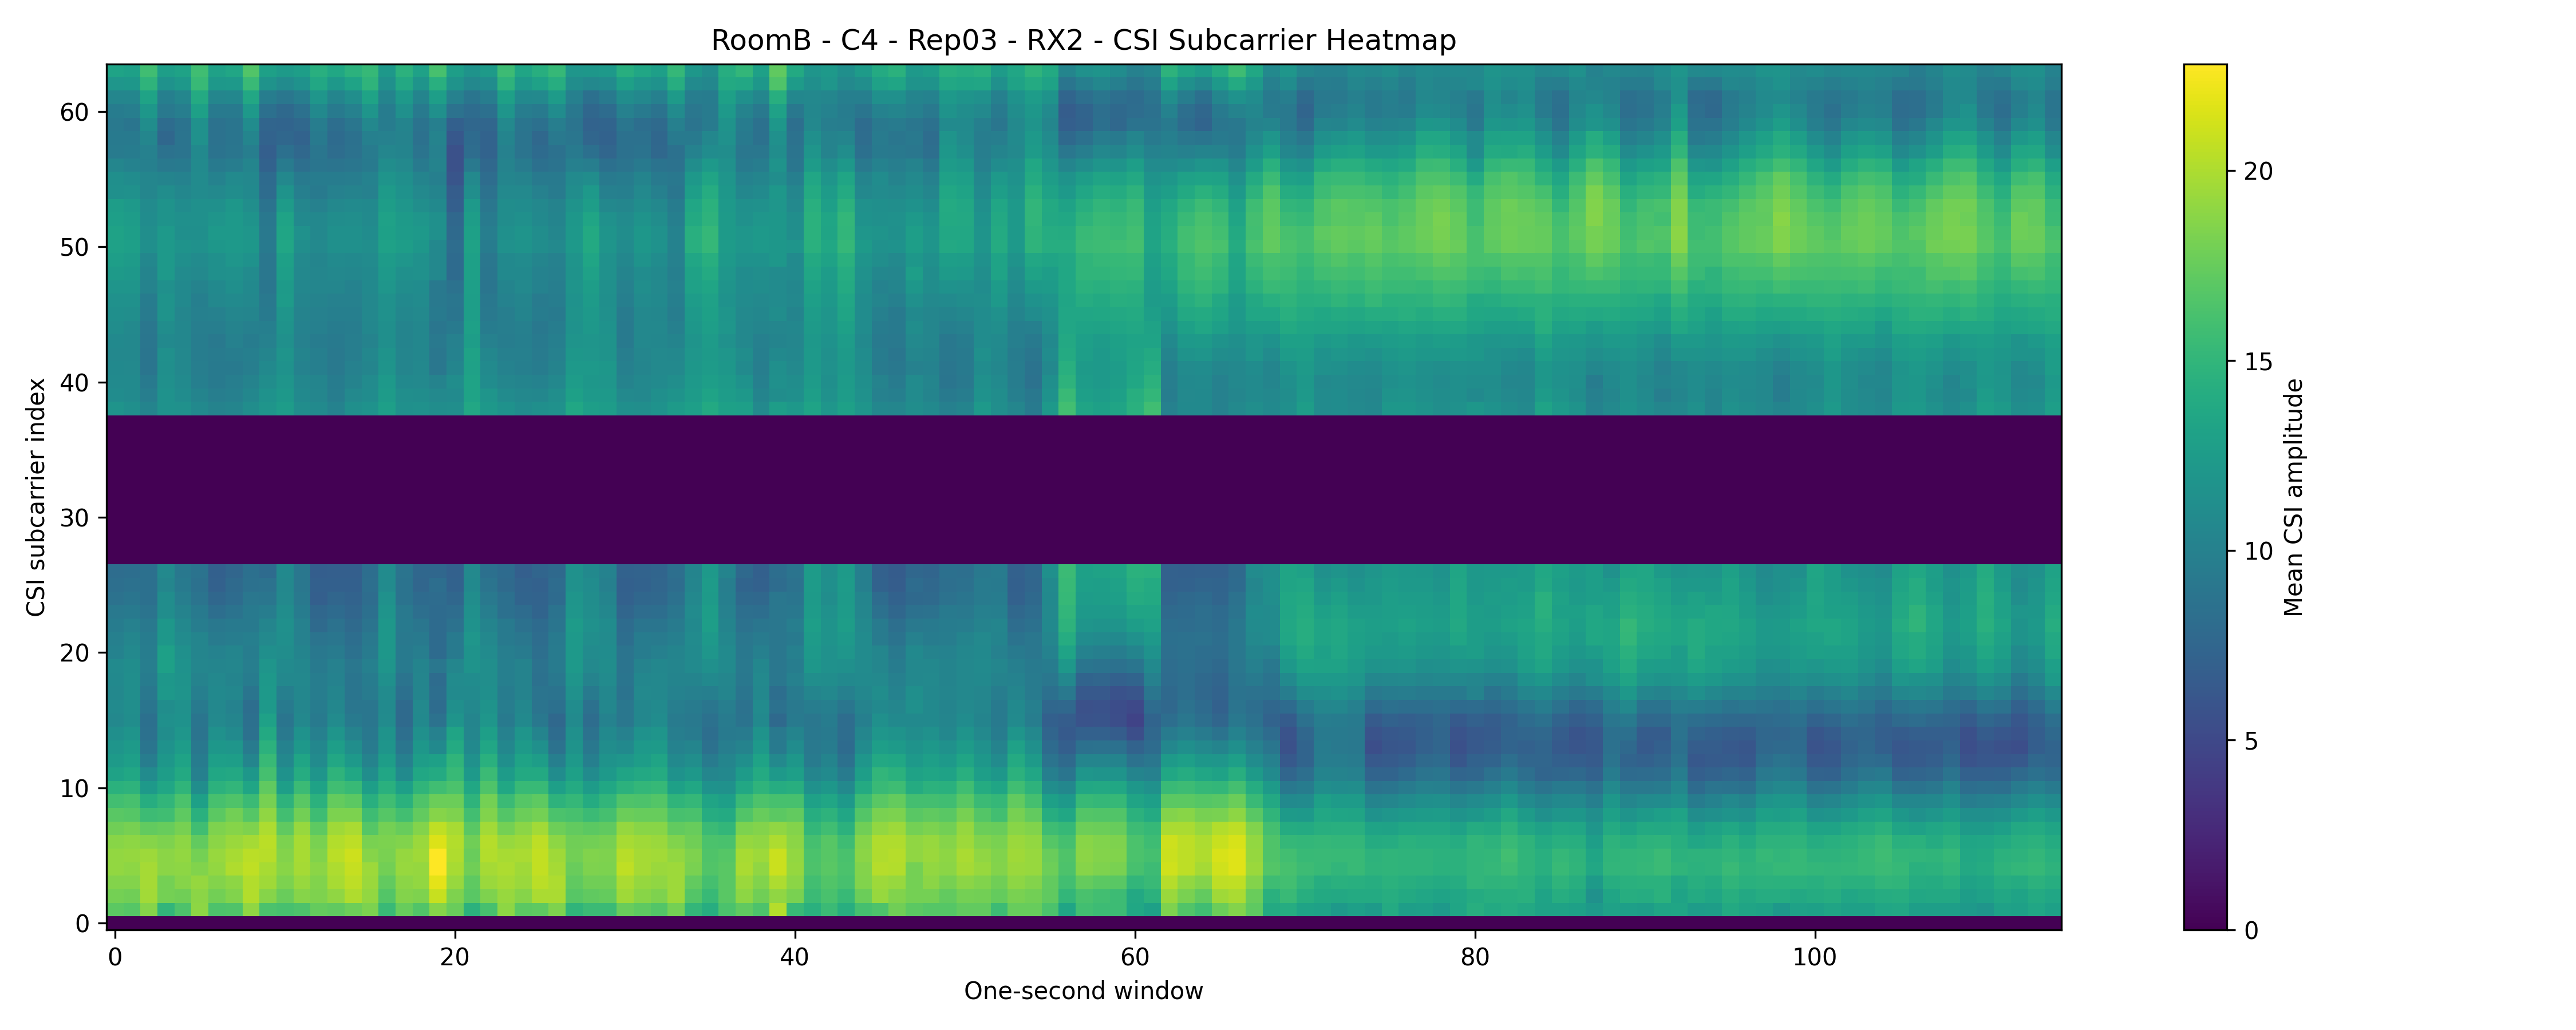 RoomB - C4 - Rep03 - RX2 - CSI Subcarrier Heatmap
CSI subcarrier index
60
50
40
30
20
10
0
0 20 40 60 80 100
One-second window
20
15
10
5
0
Mean CSI amplitude